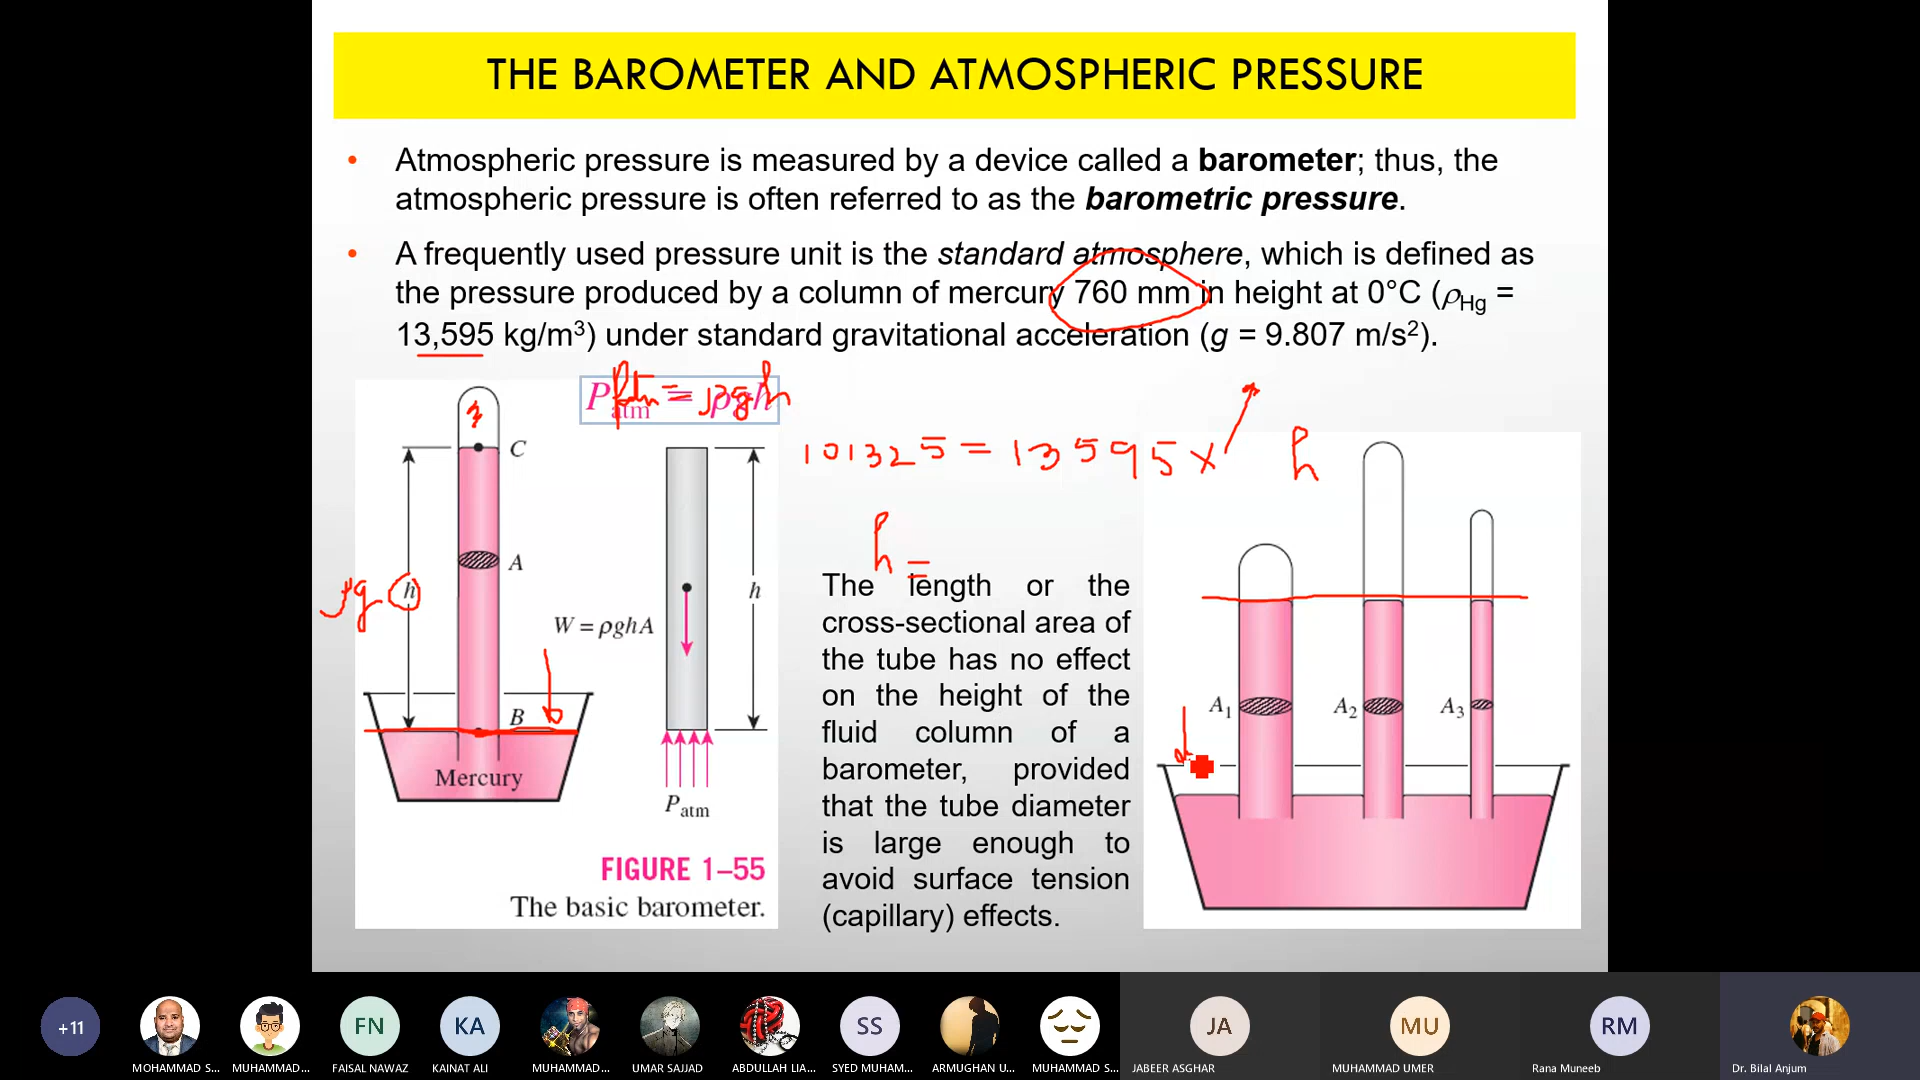 THE BAROMETER AND ATMOSPHERIC PRESSURE
• Atmospheric pressure is measured by a device called a barometer; thus, the
atmospheric pressure is often referred to as the barometric pressure.
• A frequently used pressure unit is the standard atmosphere, which is defined as
the pressure produced by a column of mercury 760 mm in height at 0°C (ρHg =
13,595 kg/m³) under standard gravitational acceleration (g = 9.807 m/s²).
Patm = ρgh
101325 = 13595 x h
h =
C
A
h
ρg
B
Mercury
W = ρghA
h
Patm
FIGURE 1–55
The basic barometer.
The length or the
cross-sectional area of
the tube has no effect
on the height of the
fluid column of a
barometer, provided
that the tube diameter
is large enough to
avoid surface tension
(capillary) effects.
A1
A2
A3
+11
FN
KA
SS
JA
MU
RM
MOHAMMAD S...
MUHAMMAD...
FAISAL NAWAZ
KAINAT ALI
MUHAMMAD...
UMAR SAJJAD
ABDULLAH LIA...
SYED MUHAM...
ARMUGHAN U...
MUHAMMAD S...
JABEER ASGHAR
MUHAMMAD UMER
Rana Muneeb
Dr. Bilal Anjum